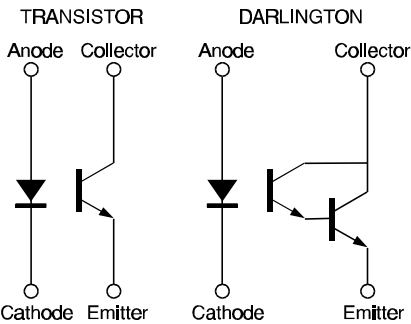 TRANSISTOR DARLINGTON
Anode Collector Anode Collector
Cathode Emitter Cathode Emitter